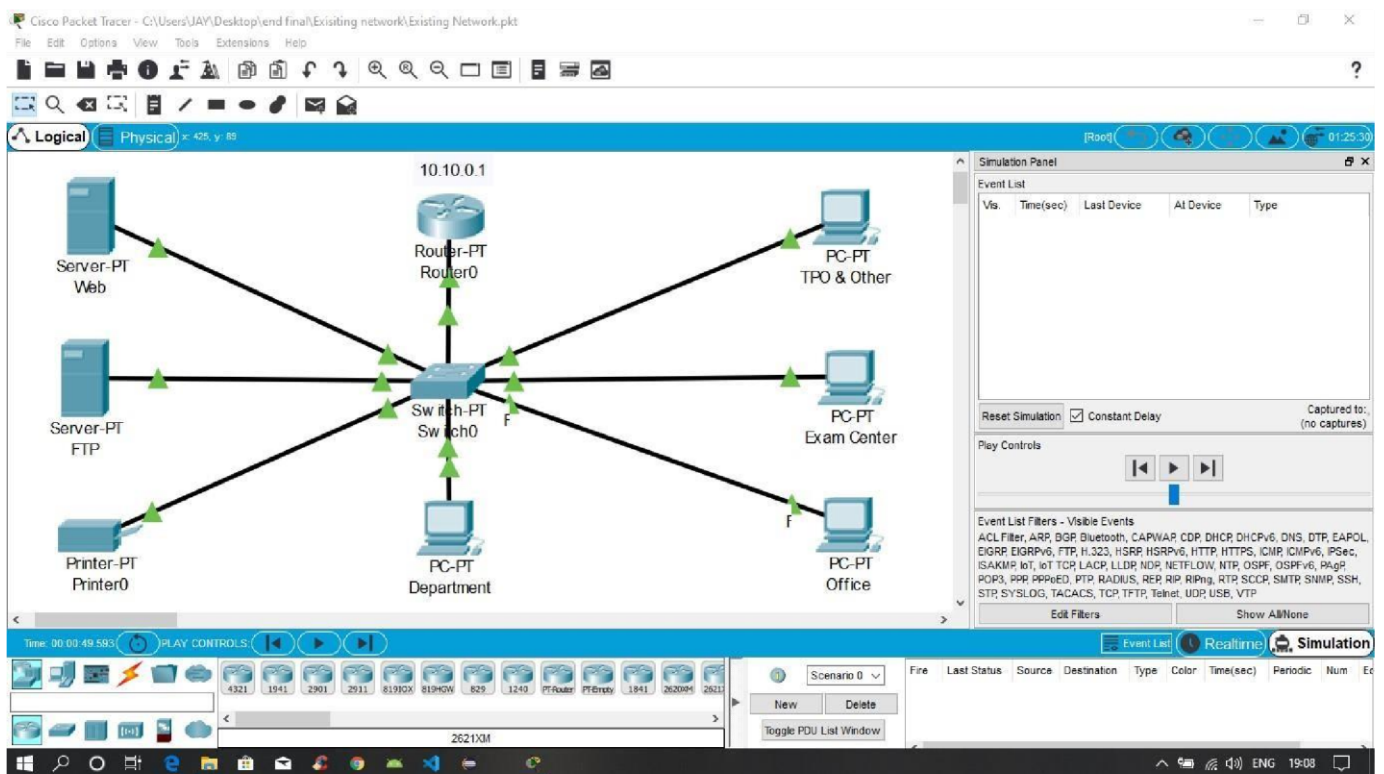 Cisco Packet Tracer - C:\Users\JAY\Desktop\end final\Exisiting network\Existing Network.pkt
File Edit Options View Tools Extensions Help
?
Logical Physical x: 425, y: 89 [Root] 01:25:30
10.10.0.1
Router-PT
Router0
Server-PT
Web
PC-PT
TPO & Other
Server-PT
FTP
Switch-PT
Switch0
F
PC-PT
Exam Center
Printer-PT
Printer0
PC-PT
Department
F
PC-PT
Office
Simulation Panel
Event List
Vis. Time(sec) Last Device At Device Type
Reset Simulation Constant Delay Captured to:
(no captures)
Play Controls
Event List Filters - Visible Events
ACL Filter, ARP, BGP, Bluetooth, CAPWAP, CDP, DHCP, DHCPv6, DNS, DTP, EAPOL,
EIGRP, EIGRPv6, FTP, H.323, HSRP, HSRPv6, HTTP, HTTPS, ICMP, ICMPv6, IPSec,
ISAKMP, IoT, IoT TCP, LACP, LLDP, NDP, NETFLOW, NTP, OSPF, OSPFv6, PAgP,
POP3, PPP, PPPoED, PTP, RADIUS, REP, RIP, RIPng, RTP, SCCP, SMTP, SNMP, SSH,
STP, SYSLOG, TACACS, TCP, TFTP, Telnet, UDP, USB, VTP
Edit Filters Show All/None
Time: 00:00:49.593 PLAY CONTROLS: Event List Realtime Simulation
4321 1941 2901 2911 819IOX 819HGW 829 1240 PT-Router PT-Empty 1841 2620XM 2621
2621XM
Scenario 0
New Delete
Toggle PDU List Window
Fire Last Status Source Destination Type Color Time(sec) Periodic Num Ec
ENG 19:08